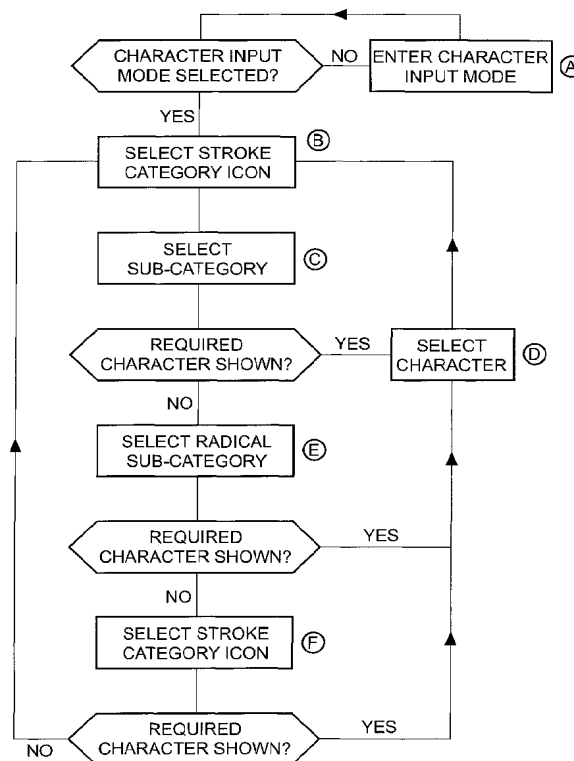 CHARACTER INPUT
MODE SELECTED?
NO
ENTER CHARACTER
INPUT MODE
A
YES
B
SELECT STROKE
CATEGORY ICON
SELECT
SUB-CATEGORY
C
REQUIRED
CHARACTER SHOWN?
YES
SELECT
CHARACTER
D
NO
SELECT RADICAL
SUB-CATEGORY
E
REQUIRED
CHARACTER SHOWN?
YES
NO
SELECT STROKE
CATEGORY ICON
F
REQUIRED
CHARACTER SHOWN?
YES
NO